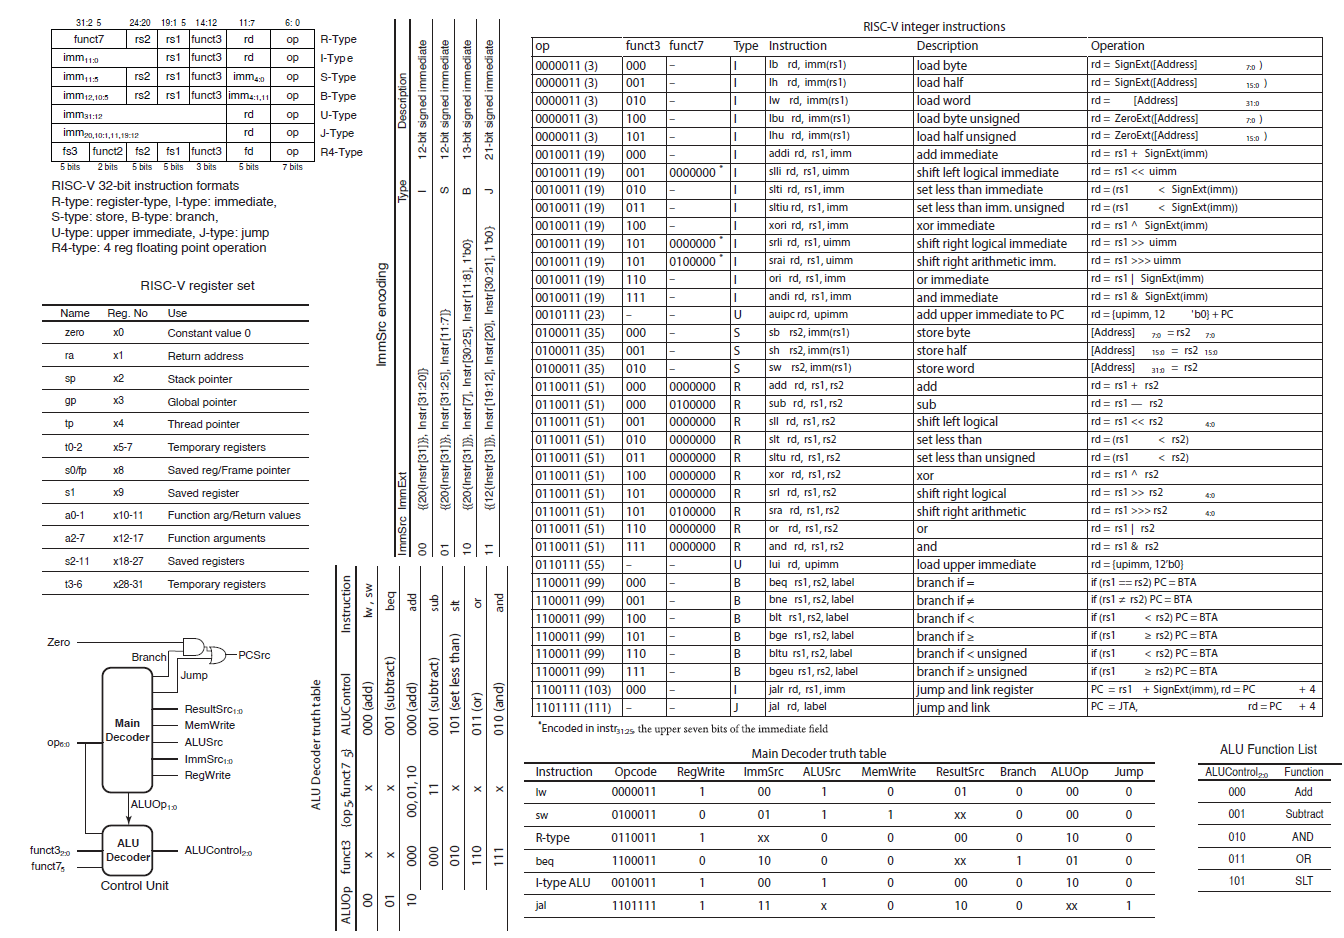 31:2 5 24:20 19:1 5 14:12 11:7 6: 0
funct7 rs2 rs1 funct3 rd op R-Type
imm11:0 rs1 funct3 rd op I-Type
imm11:5 rs2 rs1 funct3 imm4:0 op S-Type
imm12,10:5 rs2 rs1 funct3 imm4:1,11 op B-Type
imm31:12 rd op U-Type
imm20,10:1,11,19:12 rd op J-Type
fs3 funct2 fs2 fs1 funct3 fd op R4-Type
5 bits 2 bits 5 bits 5 bits 3 bits 5 bits 7 bits
RISC-V 32-bit instruction formats
R-type: register-type, I-type: immediate,
S-type: store, B-type: branch,
U-type: upper immediate, J-type: jump
R4-type: 4 reg floating point operation
RISC-V register set
Name Reg. No Use
zero x0 Constant value 0
ra x1 Return address
sp x2 Stack pointer
gp x3 Global pointer
tp x4 Thread pointer
t0-2 x5-7 Temporary registers
s0/fp x8 Saved reg/Frame pointer
s1 x9 Saved register
a0-1 x10-11 Function arg/Return values
a2-7 x12-17 Function arguments
s2-11 x18-27 Saved registers
t3-6 x28-31 Temporary registers
Zero
Branch
PCSrc
Jump
Main
Decoder
ResultSrc1:0
MemWrite
op6:0
ALUSrc
ImmSrc1:0
RegWrite
ALUOp1:0
ALU
Decoder
funct32:0
funct75
ALUControl2:0
Control Unit
ImmSrc encoding
ImmSrc ImmExt Type Description
00 {{20{Instr[31]}}, Instr[31:20]} I 12-bit signed immediate
01 {{20{Instr[31]}}, Instr[31:25], Instr[11:7]} S 12-bit signed immediate
10 {{20{Instr[31]}}, Instr[7], Instr[30:25], Instr[11:8], 1'b0} B 13-bit signed immediate
11 {{12{Instr[31]}}, Instr[19:12], Instr[20], Instr[30:21], 1'b0} J 21-bit signed immediate
ALU Decoder truth table
ALUOp funct3 {op5, funct7 5} ALUControl Instruction
00 x x 000 (add) lw , sw
01 x x 001 (subtract) beq
10 000 00, 01, 10 000 (add) add
000 11 001 (subtract) sub
010 x 101 (set less than) slt
110 x 011 (or) or
111 x 010 (and) and
RISC-V integer instructions
op funct3 funct7 Type Instruction Description Operation
0000011 (3) 000 – I lb rd, imm(rs1) load byte rd = SignExt([Address] 7:0 )
0000011 (3) 001 – I lh rd, imm(rs1) load half rd = SignExt([Address] 15:0 )
0000011 (3) 010 – I lw rd, imm(rs1) load word rd = [Address] 31:0
0000011 (3) 100 – I lbu rd, imm(rs1) load byte unsigned rd = ZeroExt([Address] 7:0 )
0000011 (3) 101 – I lhu rd, imm(rs1) load half unsigned rd = ZeroExt([Address] 15:0 )
0010011 (19) 000 – I addi rd, rs1, imm add immediate rd = rs1 + SignExt(imm)
0010011 (19) 001 0000000 * I slli rd, rs1, uimm shift left logical immediate rd = rs1 << uimm
0010011 (19) 010 – I slti rd, rs1, imm set less than immediate rd = (rs1 < SignExt(imm))
0010011 (19) 011 – I sltiu rd, rs1, imm set less than imm. unsigned rd = (rs1 < SignExt(imm))
0010011 (19) 100 – I xori rd, rs1, imm xor immediate rd = rs1 ^ SignExt(imm)
0010011 (19) 101 0000000 * I srli rd, rs1, uimm shift right logical immediate rd = rs1 >> uimm
0010011 (19) 101 0100000 * I srai rd, rs1, uimm shift right arithmetic imm. rd = rs1 >>> uimm
0010011 (19) 110 – I ori rd, rs1, imm or immediate rd = rs1 | SignExt(imm)
0010011 (19) 111 – I andi rd, rs1, imm and immediate rd = rs1 & SignExt(imm)
0010111 (23) – – U auipc rd, upimm add upper immediate to PC rd = {upimm, 12 'b0} + PC
0100011 (35) 000 – S sb rs2, imm(rs1) store byte [Address] 7:0 = rs2 7:0
0100011 (35) 001 – S sh rs2, imm(rs1) store half [Address] 15:0 = rs2 15:0
0100011 (35) 010 – S sw rs2, imm(rs1) store word [Address] 31:0 = rs2
0110011 (51) 000 0000000 R add rd, rs1, rs2 add rd = rs1 + rs2
0110011 (51) 000 0100000 R sub rd, rs1, rs2 sub rd = rs1 — rs2
0110011 (51) 001 0000000 R sll rd, rs1, rs2 shift left logical rd = rs1 << rs2 4:0
0110011 (51) 010 0000000 R slt rd, rs1, rs2 set less than rd = (rs1 < rs2)
0110011 (51) 011 0000000 R sltu rd, rs1, rs2 set less than unsigned rd = (rs1 < rs2)
0110011 (51) 100 0000000 R xor rd, rs1, rs2 xor rd = rs1 ^ rs2
0110011 (51) 101 0000000 R srl rd, rs1, rs2 shift right logical rd = rs1 >> rs2 4:0
0110011 (51) 101 0100000 R sra rd, rs1, rs2 shift right arithmetic rd = rs1 >>> rs2 4:0
0110011 (51) 110 0000000 R or rd, rs1, rs2 or rd = rs1 | rs2
0110011 (51) 111 0000000 R and rd, rs1, rs2 and rd = rs1 & rs2
0110111 (55) – – U lui rd, upimm load upper immediate rd = {upimm, 12'b0}
1100011 (99) 000 – B beq rs1, rs2, label branch if = if (rs1 == rs2) PC = BTA
1100011 (99) 001 – B bne rs1, rs2, label branch if ≠ if (rs1 ≠ rs2) PC = BTA
1100011 (99) 100 – B blt rs1, rs2, label branch if < if (rs1 < rs2) PC = BTA
1100011 (99) 101 – B bge rs1, rs2, label branch if ≥ if (rs1 ≥ rs2) PC = BTA
1100011 (99) 110 – B bltu rs1, rs2, label branch if < unsigned if (rs1 < rs2) PC = BTA
1100011 (99) 111 – B bgeu rs1, rs2, label branch if ≥ unsigned if (rs1 ≥ rs2) PC = BTA
1100111 (103) 000 – I jalr rd, rs1, imm jump and link register PC = rs1 + SignExt(imm), rd = PC + 4
1101111 (111) – – J jal rd, label jump and link PC = JTA, rd = PC + 4
*Encoded in instr31:25, the upper seven bits of the immediate field
Main Decoder truth table
Instruction Opcode RegWrite ImmSrc ALUSrc MemWrite ResultSrc Branch ALUOp Jump
lw 0000011 1 00 1 0 01 0 00 0
sw 0100011 0 01 1 1 xx 0 00 0
R-type 0110011 1 xx 0 0 00 0 10 0
beq 1100011 0 10 0 0 xx 1 01 0
I-type ALU 0010011 1 00 1 0 00 0 10 0
jal 1101111 1 11 x 0 10 0 xx 1
ALU Function List
ALUControl2:0 Function
000 Add
001 Subtract
010 AND
011 OR
101 SLT